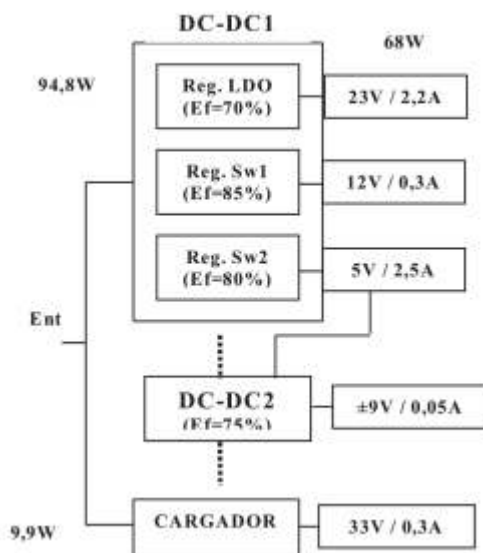 DC-DC1
68W
94,8W
Reg. LDO
(Ef=70%)
23V / 2,2A
Reg. Sw1
(Ef=85%)
12V / 0,3A
Reg. Sw2
(Ef=80%)
5V / 2,5A
Ent
DC-DC2
(Ef=75%)
±9V / 0,05A
CARGADOR
33V / 0,3A
9,9W